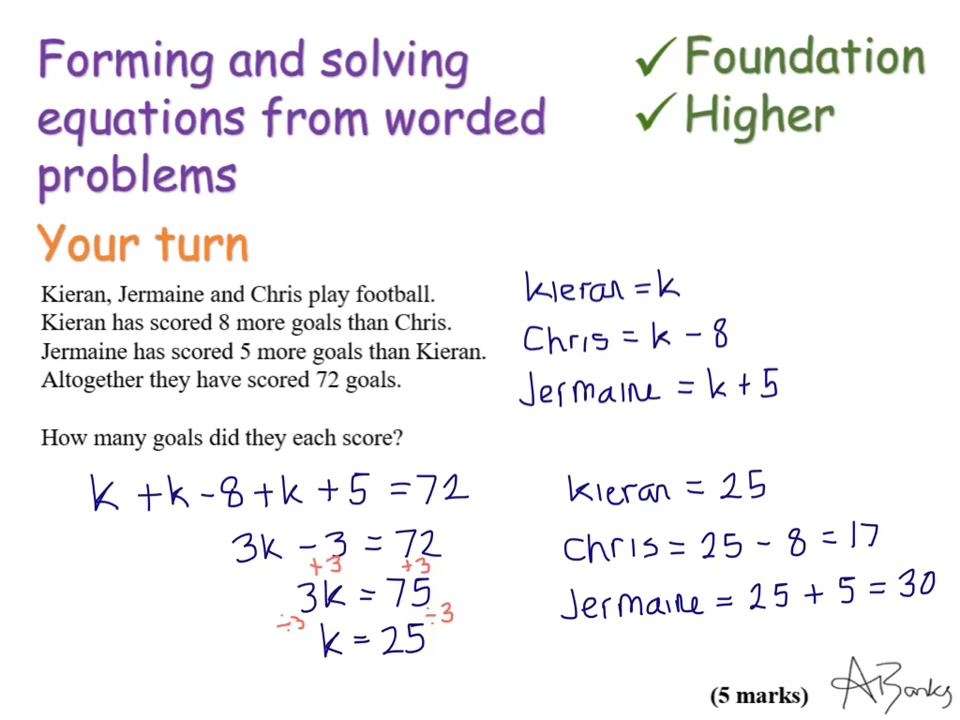 Forming and solving
equations from worded
problems
✓ Foundation
✓ Higher
Your turn
Kieran, Jermaine and Chris play football.
Kieran has scored 8 more goals than Chris.
Jermaine has scored 5 more goals than Kieran.
Altogether they have scored 72 goals.
How many goals did they each score?
Kieran = k
Chris = k - 8
Jermaine = k + 5
k + k - 8 + k + 5 = 72
3k - 3 = 72
+3 +3
3k = 75
÷3 ÷3
k = 25
Kieran = 25
Chris = 25 - 8 = 17
Jermaine = 25 + 5 = 30
(5 marks)
ABanks